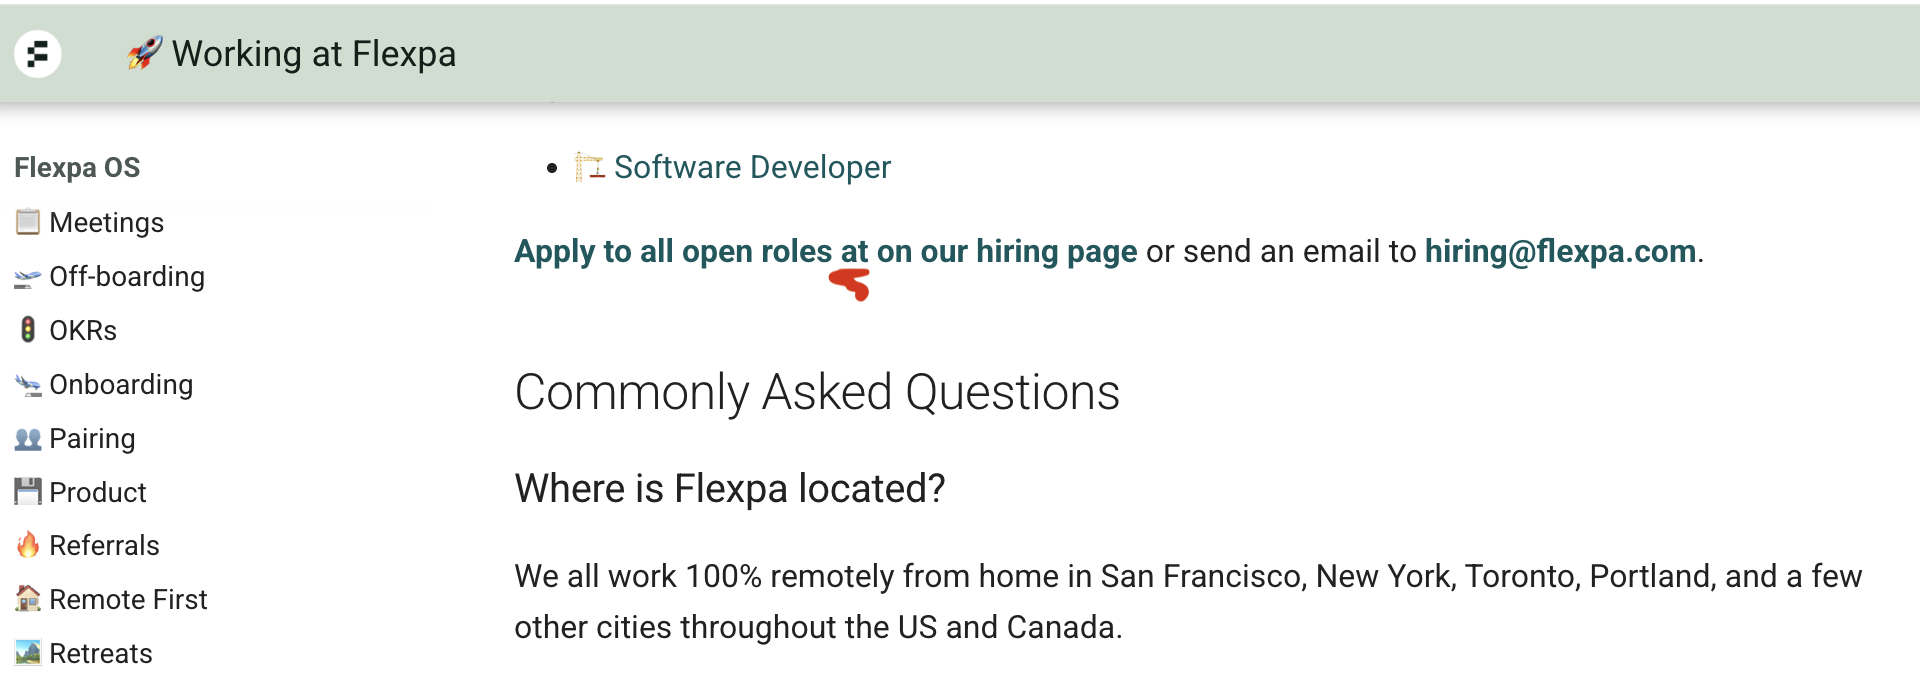 🚀 Working at Flexpa
Flexpa OS
📋 Meetings
🛫 Off-boarding
🚦 OKRs
🛬 Onboarding
👥 Pairing
💾 Product
🔥 Referrals
🏠 Remote First
🏞️ Retreats
• 🏗️ Software Developer
Apply to all open roles at on our hiring page or send an email to hiring@flexpa.com.
Commonly Asked Questions
Where is Flexpa located?
We all work 100% remotely from home in San Francisco, New York, Toronto, Portland, and a few
other cities throughout the US and Canada.